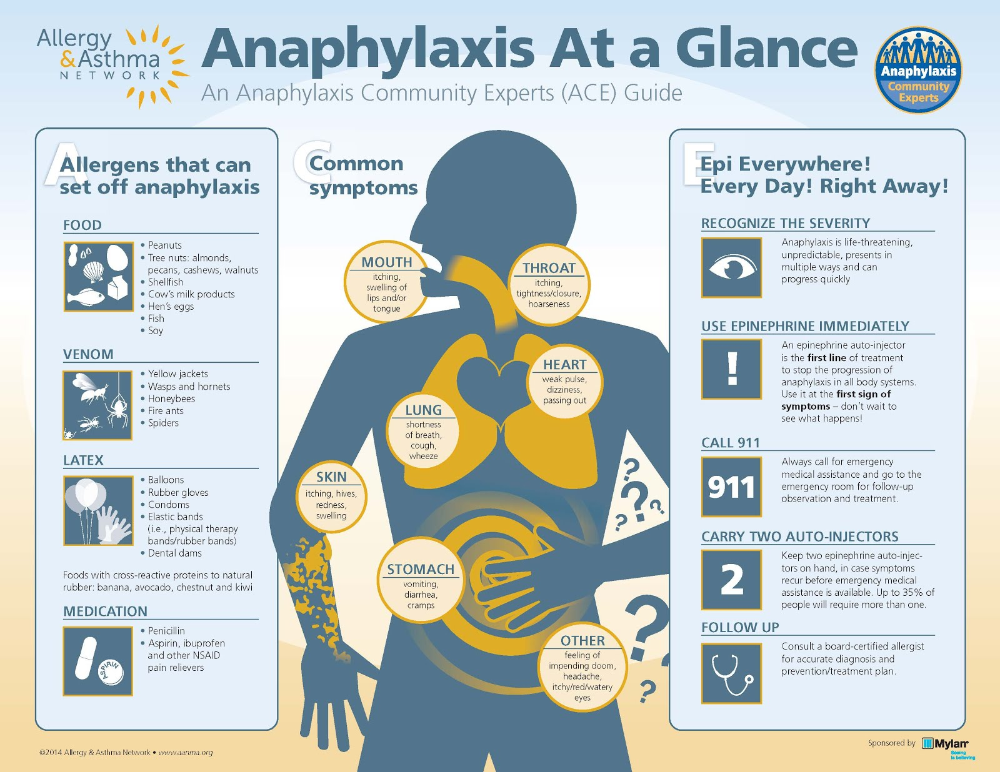 Allergy
&Asthma
NETWORK
Anaphylaxis At a Glance
An Anaphylaxis Community Experts (ACE) Guide
Anaphylaxis
Community
Experts
A
Allergens that can
set off anaphylaxis
FOOD
• Peanuts
• Tree nuts: almonds,
pecans, cashews, walnuts
• Shellfish
• Cow's milk products
• Hen's eggs
• Fish
• Soy
VENOM
• Yellow jackets
• Wasps and hornets
• Honeybees
• Fire ants
• Spiders
LATEX
• Balloons
• Rubber gloves
• Condoms
• Elastic bands
(i.e., physical therapy
bands/rubber bands)
• Dental dams
Foods with cross-reactive proteins to natural
rubber: banana, avocado, chestnut and kiwi
MEDICATION
• Penicillin
• Aspirin, ibuprofen
and other NSAID
pain relievers
ASPIRIN
C
Common
symptoms
MOUTH
itching,
swelling of
lips and/or
tongue
THROAT
itching,
tightness/closure,
hoarseness
HEART
weak pulse,
dizziness,
passing out
LUNG
shortness
of breath,
cough,
wheeze
SKIN
itching, hives,
redness,
swelling
STOMACH
vomiting,
diarrhea,
cramps
OTHER
feeling of
impending doom,
headache,
itchy/red/watery
eyes
?
?
?
?
?
?
E
Epi Everywhere!
Every Day! Right Away!
RECOGNIZE THE SEVERITY
Anaphylaxis is life-threatening,
unpredictable, presents in
multiple ways and can
progress quickly
USE EPINEPHRINE IMMEDIATELY
!
An epinephrine auto-injector
is the first line of treatment
to stop the progression of
anaphylaxis in all body systems.
Use it at the first sign of
symptoms – don't wait to
see what happens!
CALL 911
911
Always call for emergency
medical assistance and go to the
emergency room for follow-up
observation and treatment.
CARRY TWO AUTO-INJECTORS
2
Keep two epinephrine auto-injec-
tors on hand, in case symptoms
recur before emergency medical
assistance is available. Up to 35% of
people will require more than one.
FOLLOW UP
Consult a board-certified allergist
for accurate diagnosis and
prevention/treatment plan.
©2014 Allergy & Asthma Network • www.aanma.org
Sponsored by Mylan
Seeing
is believing